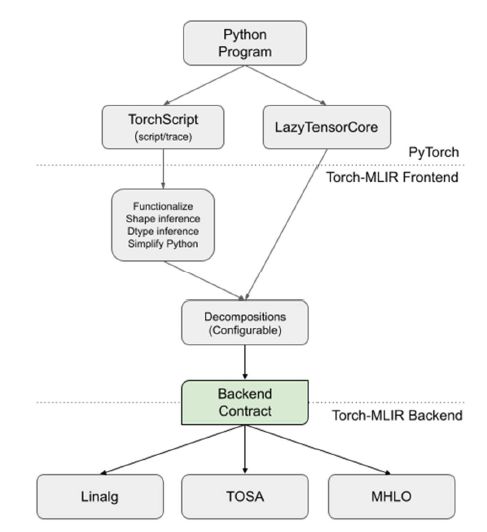 Python
Program
TorchScript
(script/trace)
LazyTensorCore
PyTorch
Torch-MLIR Frontend
Functionalize
Shape inference
Dtype inference
Simplify Python
Decompositions
(Configurable)
Backend
Contract
Torch-MLIR Backend
Linalg
TOSA
MHLO